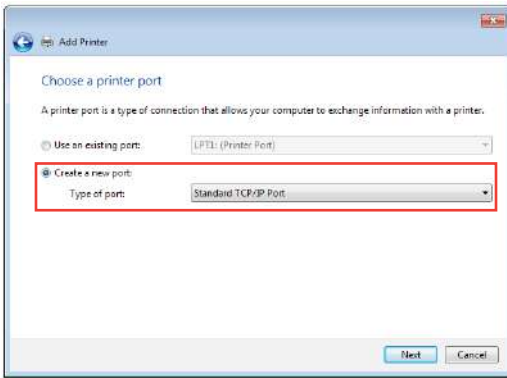 Add Printer
Choose a printer port
A printer port is a type of connection that allows your computer to exchange information with a printer.
Use an existing port: LPT1: (Printer Port)
Create a new port:
Type of port: Standard TCP/IP Port
Next Cancel